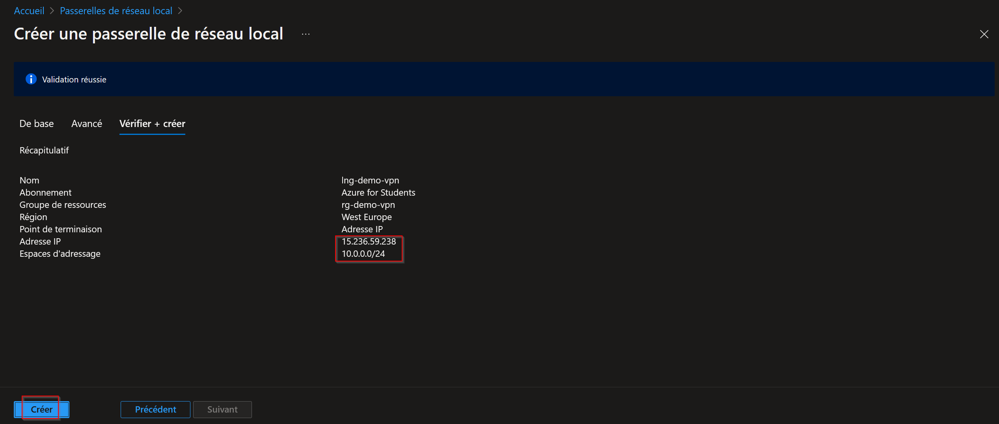 Accueil > Passerelles de réseau local >
Créer une passerelle de réseau local ...
Validation réussie
De base Avancé Vérifier + créer
Récapitulatif
Nom lng-demo-vpn
Abonnement Azure for Students
Groupe de ressources rg-demo-vpn
Région West Europe
Point de terminaison Adresse IP
Adresse IP 15.236.59.238
Espaces d'adressage 10.0.0.0/24
Créer Précédent Suivant